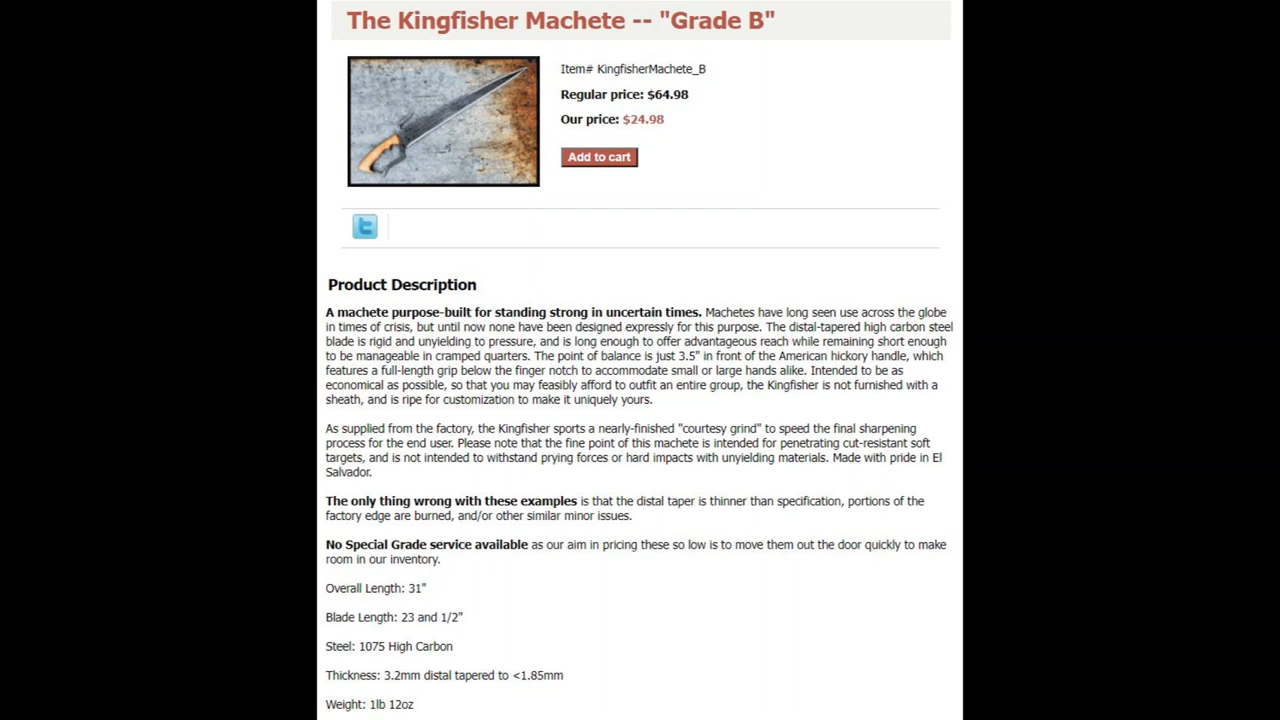 The Kingfisher Machete -- "Grade B"
Item# KingfisherMachete_B
Regular price: $64.98
Our price: $24.98
Add to cart
Product Description
A machete purpose-built for standing strong in uncertain times. Machetes have long seen use across the globe
in times of crisis, but until now none have been designed expressly for this purpose. The distal-tapered high carbon steel
blade is rigid and unyielding to pressure, and is long enough to offer advantageous reach while remaining short enough
to be manageable in cramped quarters. The point of balance is just 3.5" in front of the American hickory handle, which
features a full-length grip below the finger notch to accommodate small or large hands alike. Intended to be as
economical as possible, so that you may feasibly afford to outfit an entire group, the Kingfisher is not furnished with a
sheath, and is ripe for customization to make it uniquely yours.
As supplied from the factory, the Kingfisher sports a nearly-finished "courtesy grind" to speed the final sharpening
process for the end user. Please note that the fine point of this machete is intended for penetrating cut-resistant soft
targets, and is not intended to withstand prying forces or hard impacts with unyielding materials. Made with pride in El
Salvador.
The only thing wrong with these examples is that the distal taper is thinner than specification, portions of the
factory edge are burned, and/or other similar minor issues.
No Special Grade service available as our aim in pricing these so low is to move them out the door quickly to make
room in our inventory.
Overall Length: 31"
Blade Length: 23 and 1/2"
Steel: 1075 High Carbon
Thickness: 3.2mm distal tapered to <1.85mm
Weight: 1lb 12oz